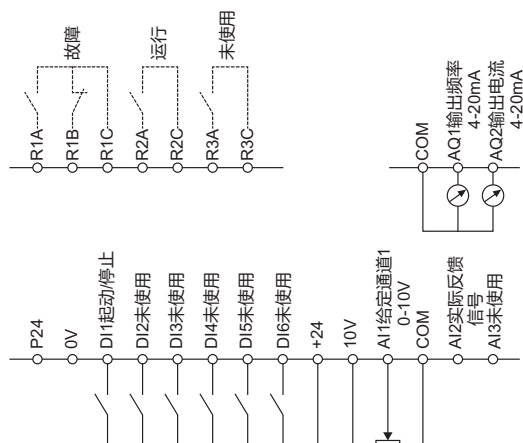 R1A
R1B
R1C
故障
R2A
R2C
运行
R3A
R3C
未使用
COM
AQ1输出频率
4-20mA
AQ2输出电流
4-20mA
P24
0V
DI1起动/停止
DI2未使用
DI3未使用
DI4未使用
DI5未使用
DI6未使用
+24
10V
AI1给定通道1
0-10V
COM
AI2实际反馈
信号
AI3未使用